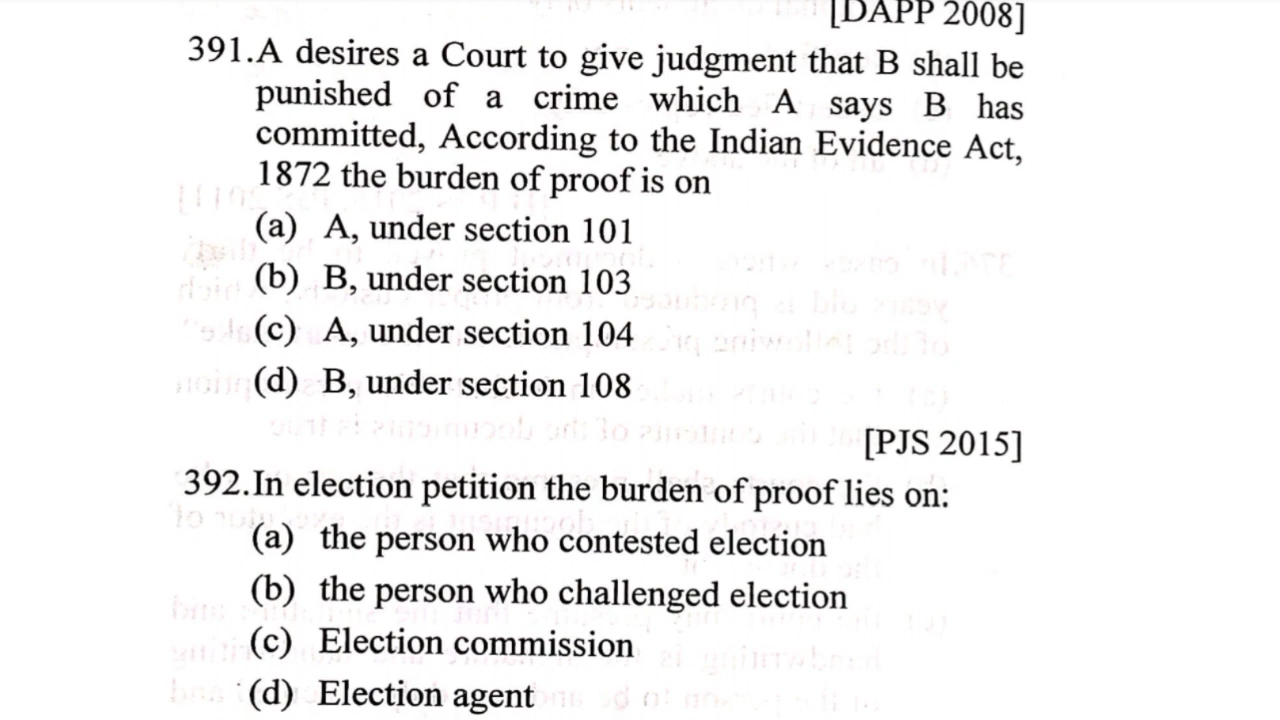 [DAPP 2008]
391.A desires a Court to give judgment that B shall be
punished of a crime which A says B has
committed, According to the Indian Evidence Act,
1872 the burden of proof is on
(a) A, under section 101
(b) B, under section 103
(c) A, under section 104
(d) B, under section 108
[PJS 2015]
392.In election petition the burden of proof lies on:
(a) the person who contested election
(b) the person who challenged election
(c) Election commission
(d) Election agent